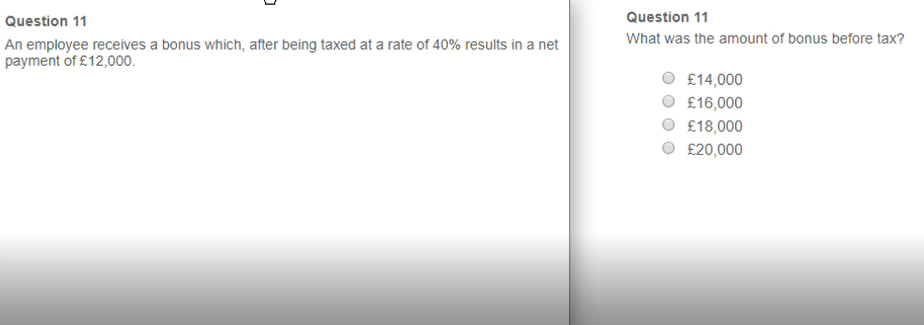 Question 11
An employee receives a bonus which, after being taxed at a rate of 40% results in a net
payment of £12,000.
Question 11
What was the amount of bonus before tax?
£14,000
£16,000
£18,000
£20,000